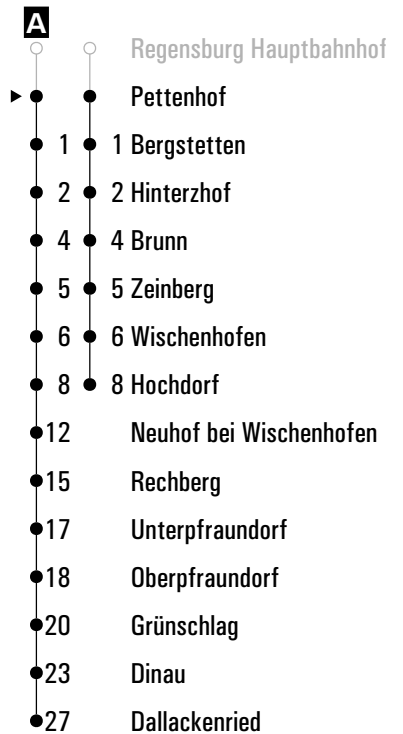 A
Regensburg Hauptbahnhof
Pettenhof
1 1 Bergstetten
2 2 Hinterzhof
4 4 Brunn
5 5 Zeinberg
6 6 Wischenhofen
8 8 Hochdorf
12 Neuhof bei Wischenhofen
15 Rechberg
17 Unterpfraundorf
18 Oberpfraundorf
20 Grünschlag
23 Dinau
27 Dallackenried